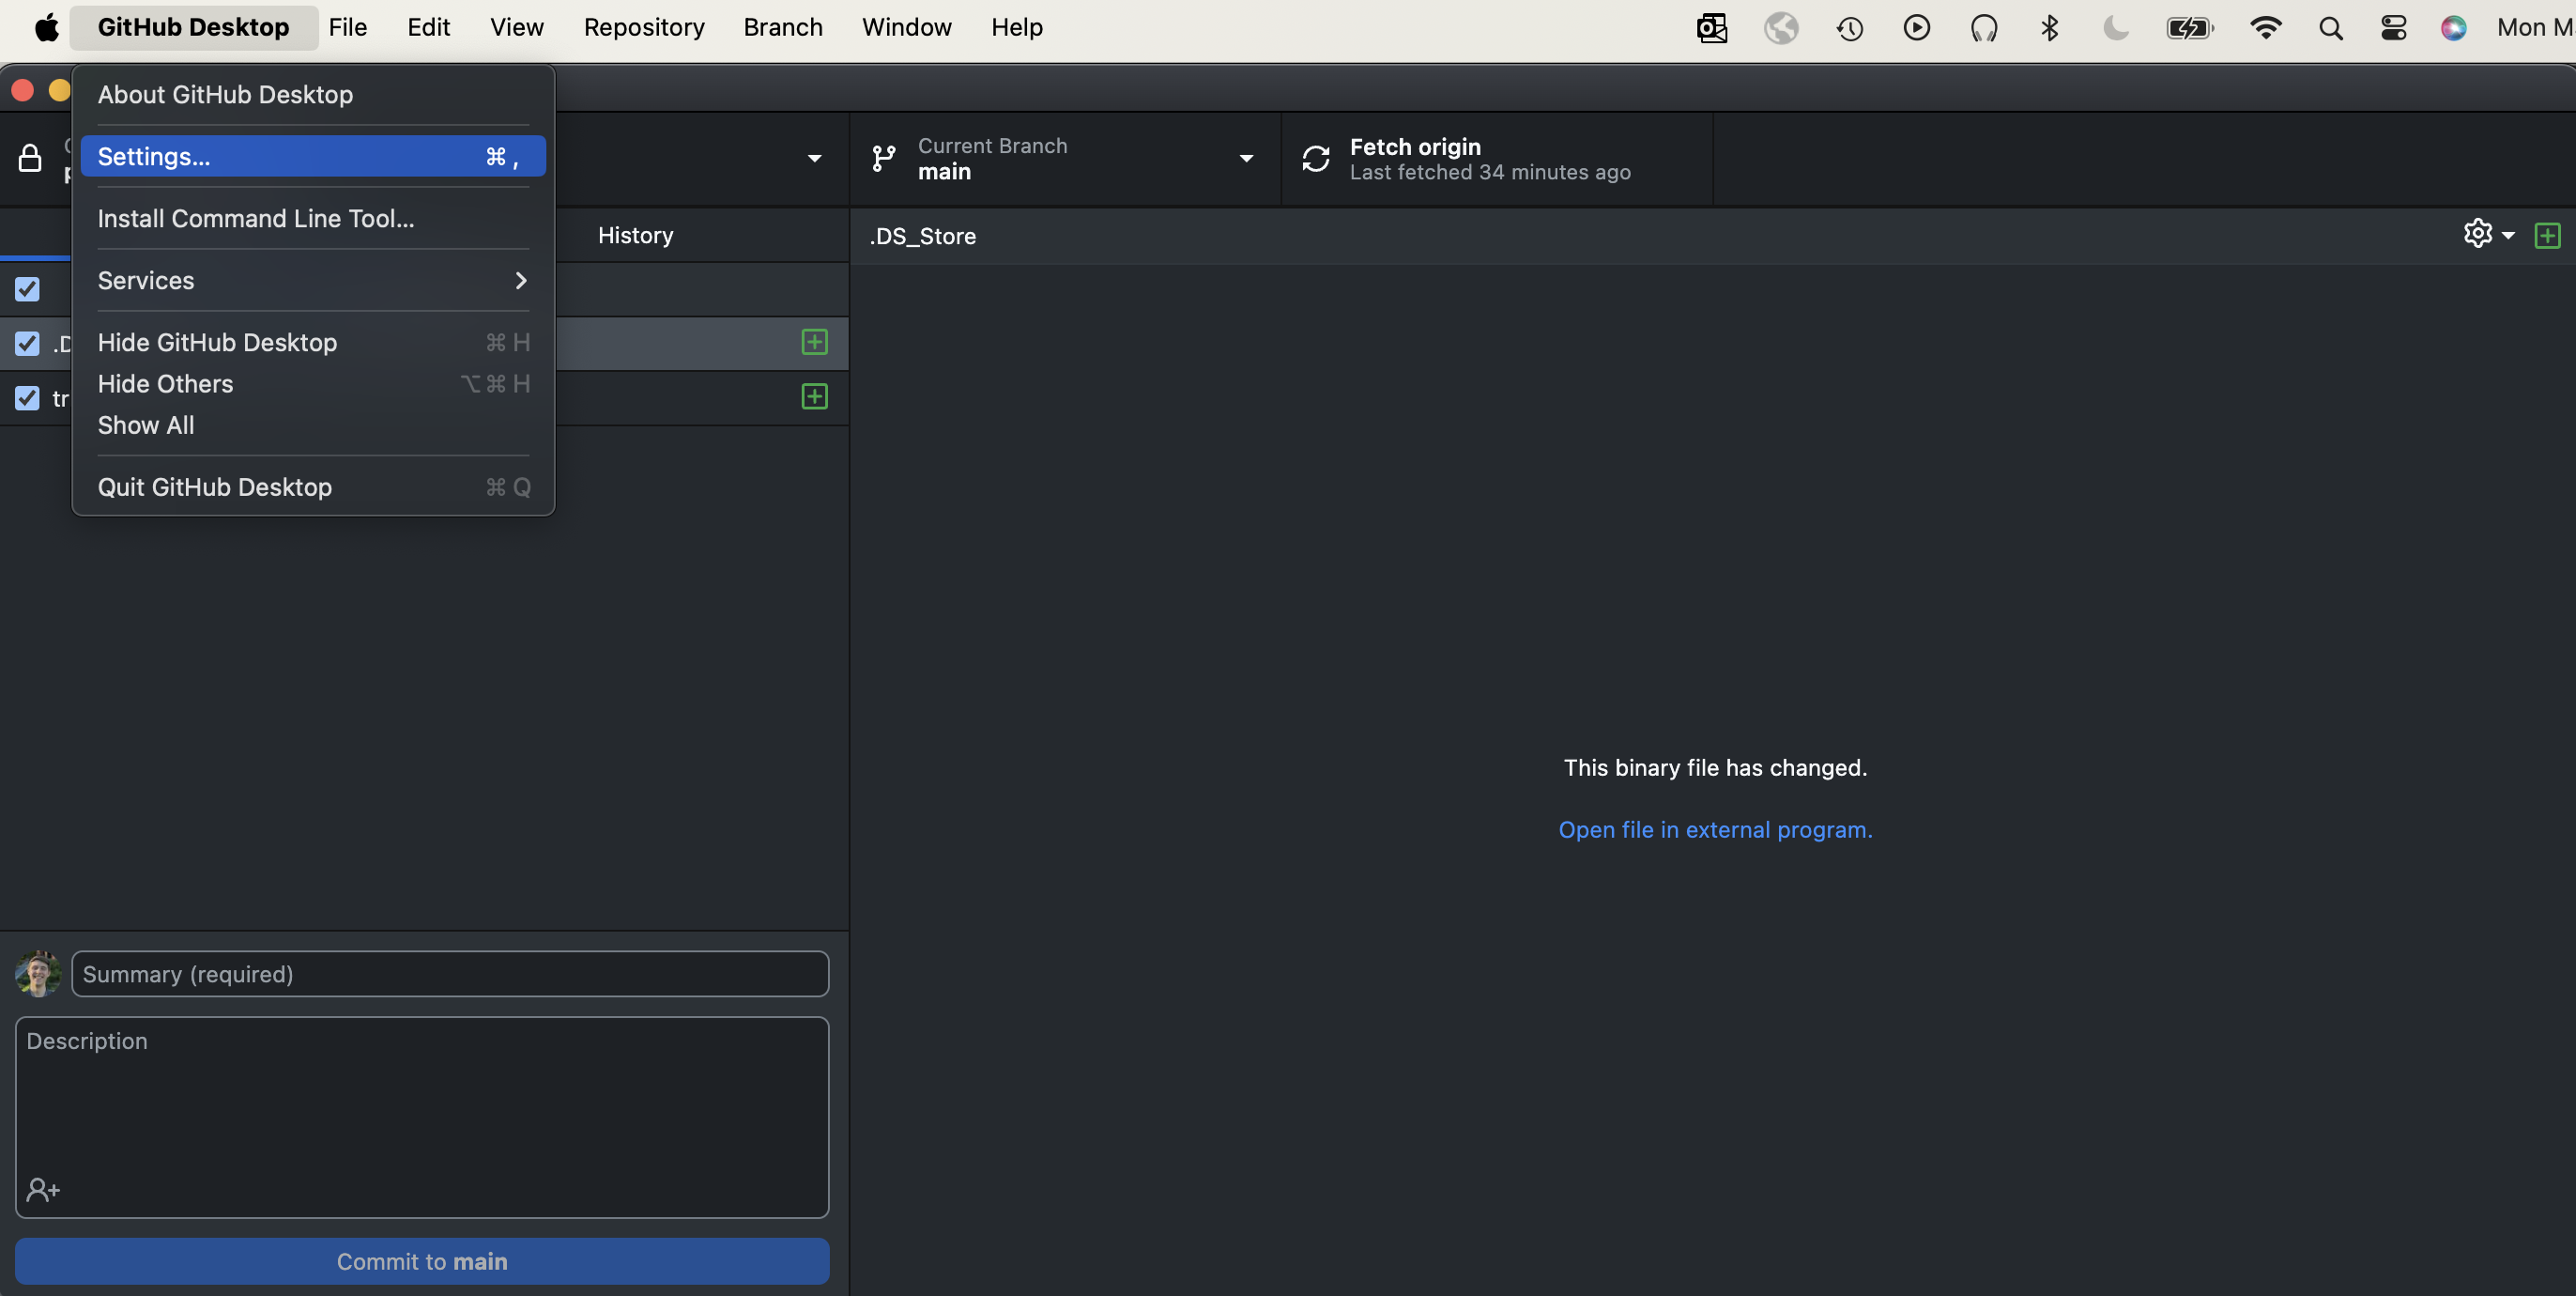 GitHub Desktop File Edit View Repository Branch Window Help Mon
About GitHub Desktop
Settings... ⌘ ,
Install Command Line Tool...
Services
Hide GitHub Desktop ⌘ H
Hide Others ⌥ ⌘ H
Show All
Quit GitHub Desktop ⌘ Q
Current Branch
main
Fetch origin
Last fetched 34 minutes ago
History
.DS_Store
This binary file has changed.
Open file in external program.
Summary (required)
Description
Commit to main